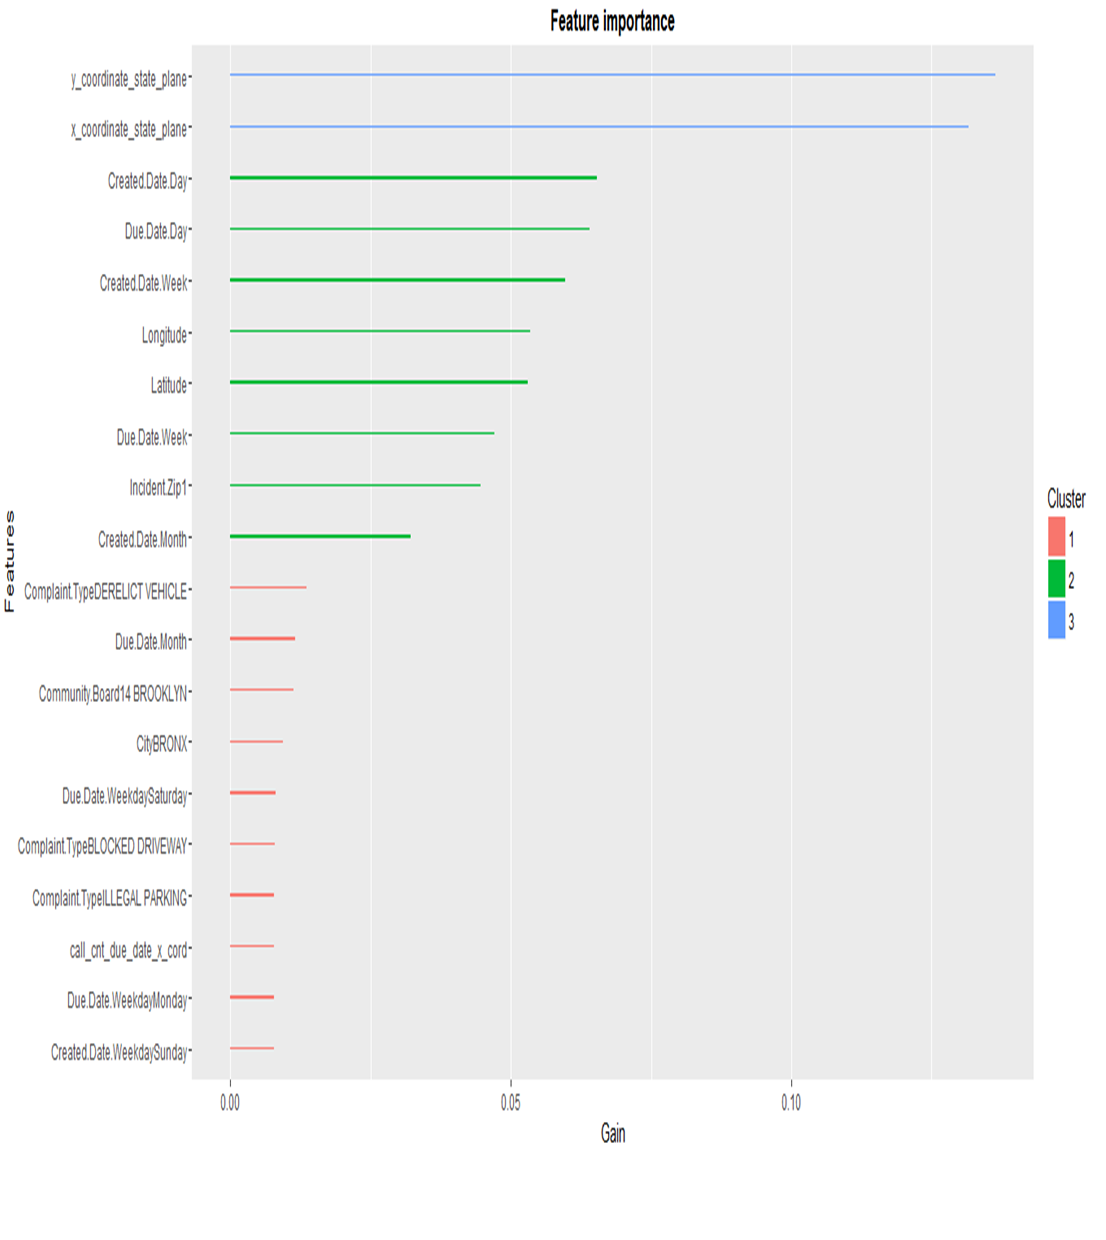 Feature importance
y_coordinate_state_plane
x_coordinate_state_plane
Created.Date.Day
Due.Date.Day
Created.Date.Week
Longitude
Latitude
Due.Date.Week
Incident.Zip1
Created.Date.Month
Complaint.TypeDERELICT VEHICLE
Due.Date.Month
Community.Board14 BROOKLYN
CityBRONX
Due.Date.WeekdaySaturday
Complaint.TypeBLOCKED DRIVEWAY
Complaint.TypeILLEGAL PARKING
call_cnt_due_date_x_cord
Due.Date.WeekdayMonday
Created.Date.WeekdaySunday
Features
0.00 0.05 0.10
Gain
Cluster
1
2
3